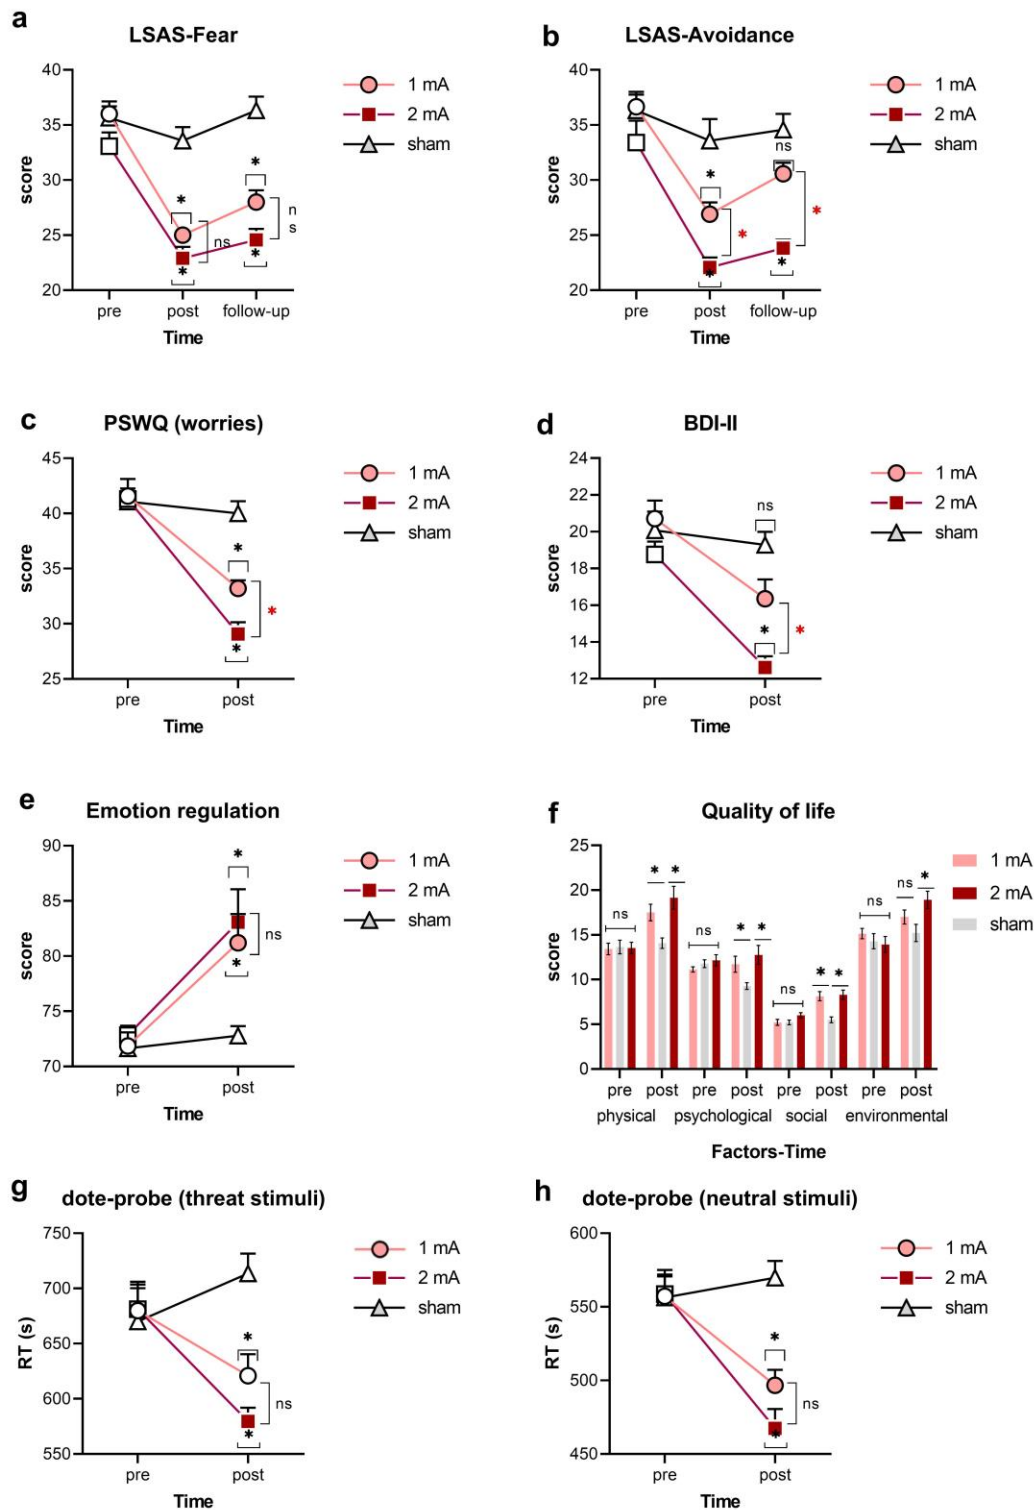 a
LSAS-Fear
40
35
30
25
20
score
pre
post
follow-up
Time
*
*
*
*
ns
n
s
1 mA
2 mA
sham
b
LSAS-Avoidance
40
35
30
25
20
score
pre
post
follow-up
Time
*
ns
*
*
*
*
1 mA
2 mA
sham
c
PSWQ (worries)
45
40
35
30
25
score
pre
post
Time
*
*
*
1 mA
2 mA
sham
d
BDI-II
24
22
20
18
16
14
12
score
pre
post
Time
ns
*
*
1 mA
2 mA
sham
e
Emotion regulation
90
85
80
75
70
score
pre
post
Time
*
ns
*
1 mA
2 mA
sham
f
Quality of life
25
20
15
10
5
0
score
ns
*
*
ns
*
*
ns
*
*
ns
ns
*
pre
post
pre
post
pre
post
pre
post
physical
psychological
social
environmental
Factors-Time
1 mA
2 mA
sham
g
dote-probe (threat stimuli)
750
700
650
600
550
RT (s)
pre
post
Time
*
ns
*
1 mA
2 mA
sham
h
dote-probe (neutral stimuli)
600
550
500
450
RT (s)
pre
post
Time
*
ns
*
1 mA
2 mA
sham